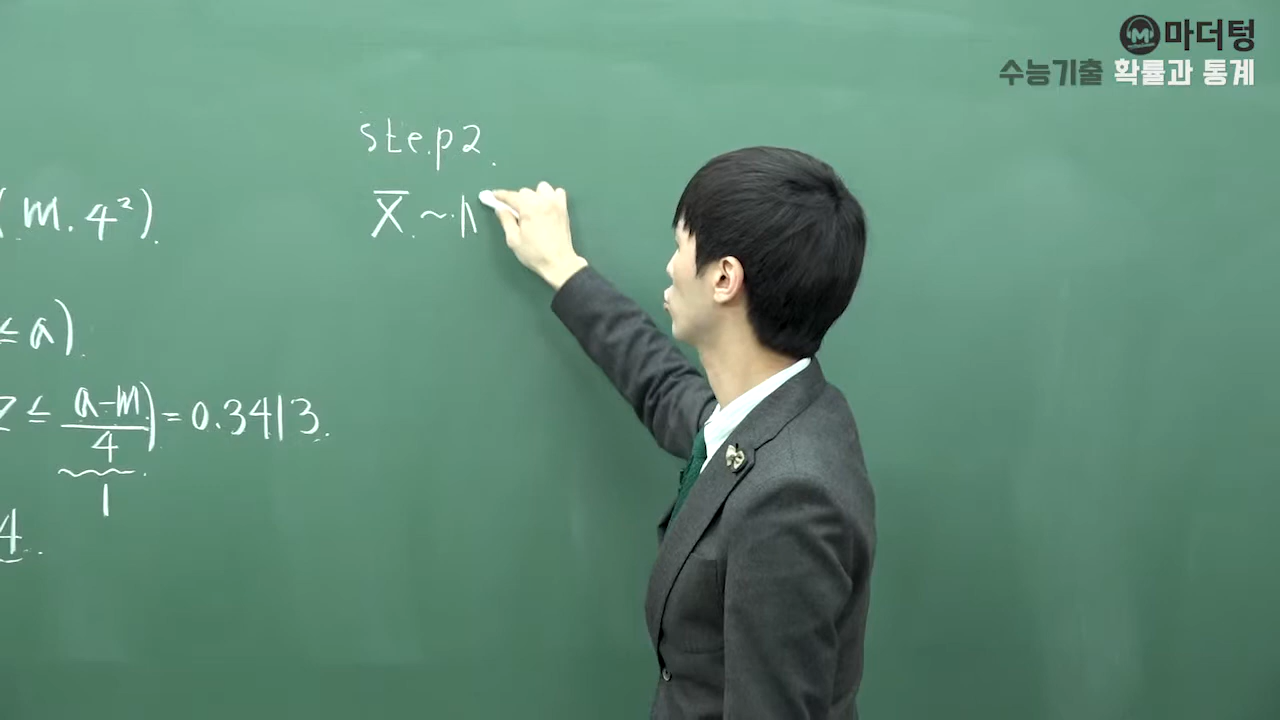 마더텅
수능기출 확률과 통계
step2.
X̄ ~ N
( m, 4²).
≤ a).
Z ≤ (a-m)/4) = 0.3413.
1
4